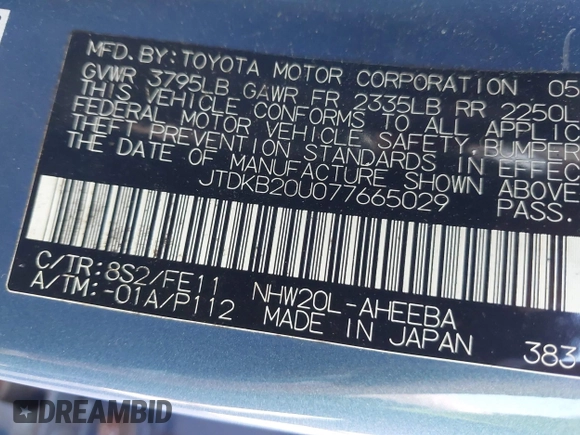 MFD.BY:TOYOTA MOTOR CORPORATION 05
GVWR 3795LB GAWR FR 2335LB RR 2250L
THIS VEHICLE CONFORMS TO ALL APPLIC
FEDERAL MOTOR VEHICLE SAFETY, BUMPER
THEFT PREVENTION STANDARDS IN EFFEC
THE DATE OF MANUFACTURE SHOWN ABOVE
JTDKB20U077665029 PASS.
C/TR:8S2/FE11 NHW20L-AHEEBA
A/TM:-01A/P112 MADE IN JAPAN 383
DREAMBID